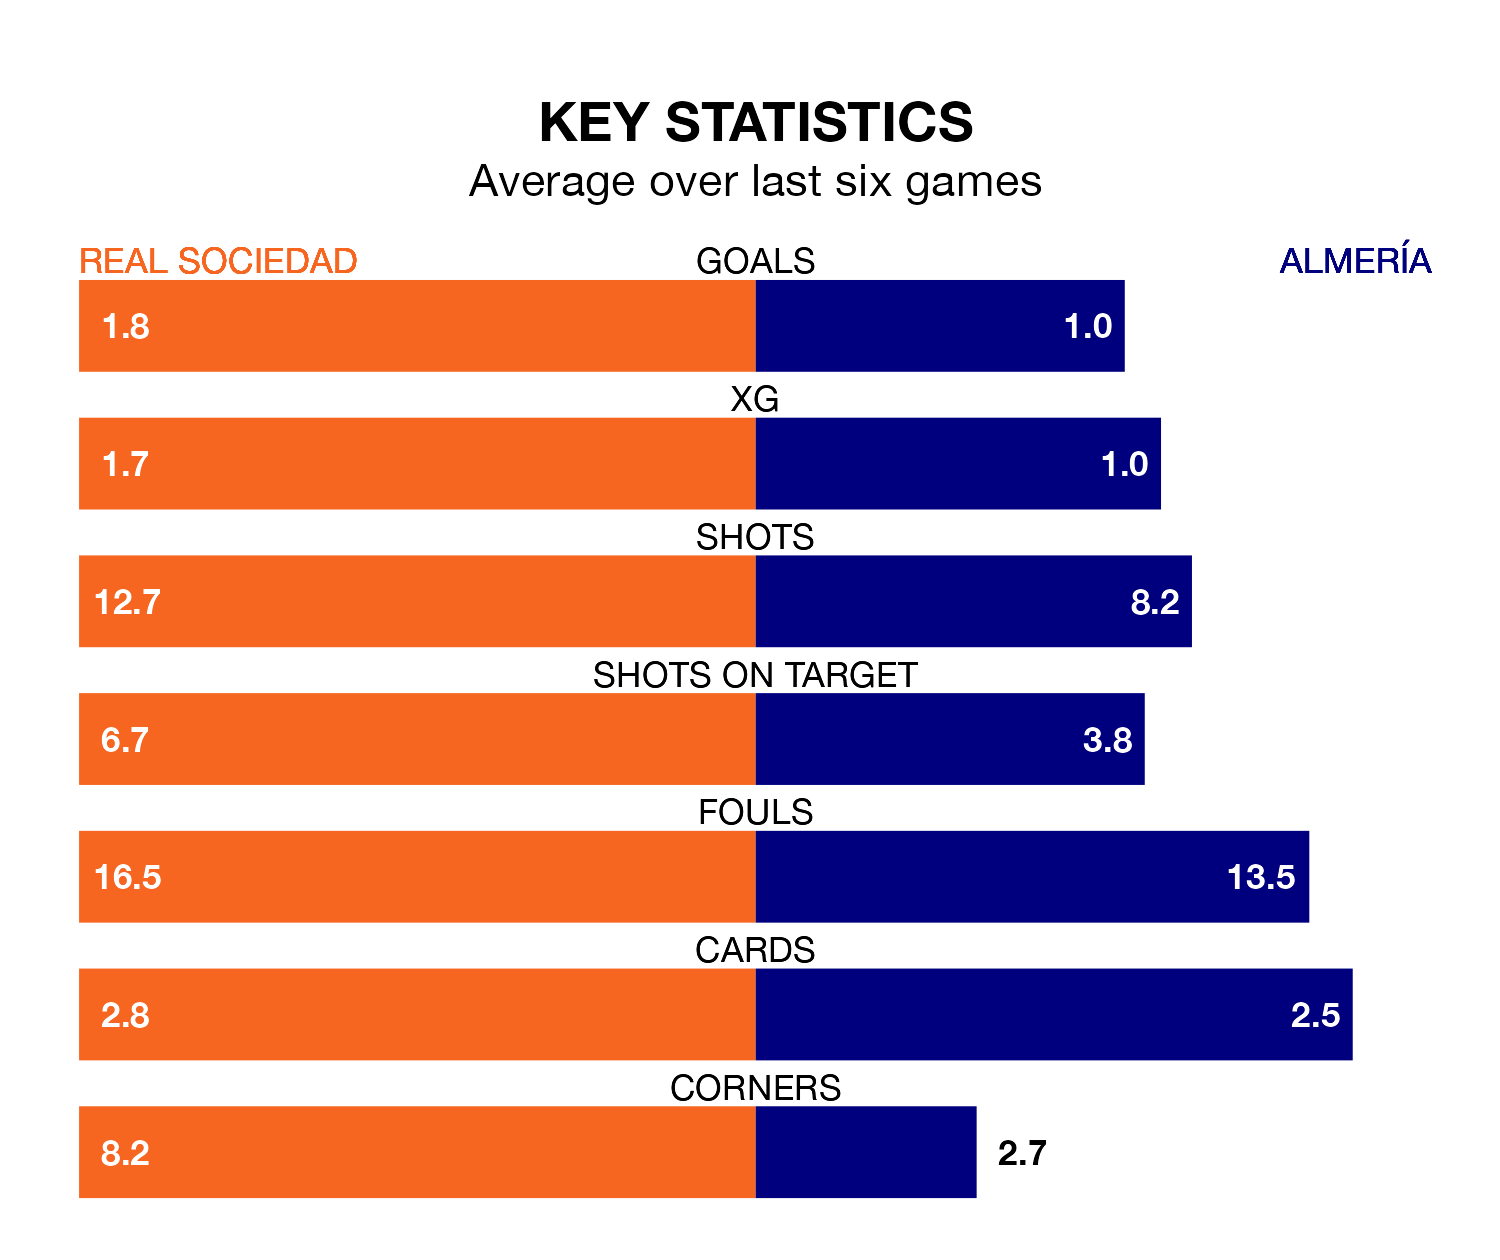 KEY STATISTICS
Average over last six games
REAL SOCIEDAD GOALS ALMERÍA
1.8 1.0
XG
1.7 1.0
SHOTS
12.7 8.2
SHOTS ON TARGET
6.7 3.8
FOULS
16.5 13.5
CARDS
2.8 2.5
CORNERS
8.2 2.7